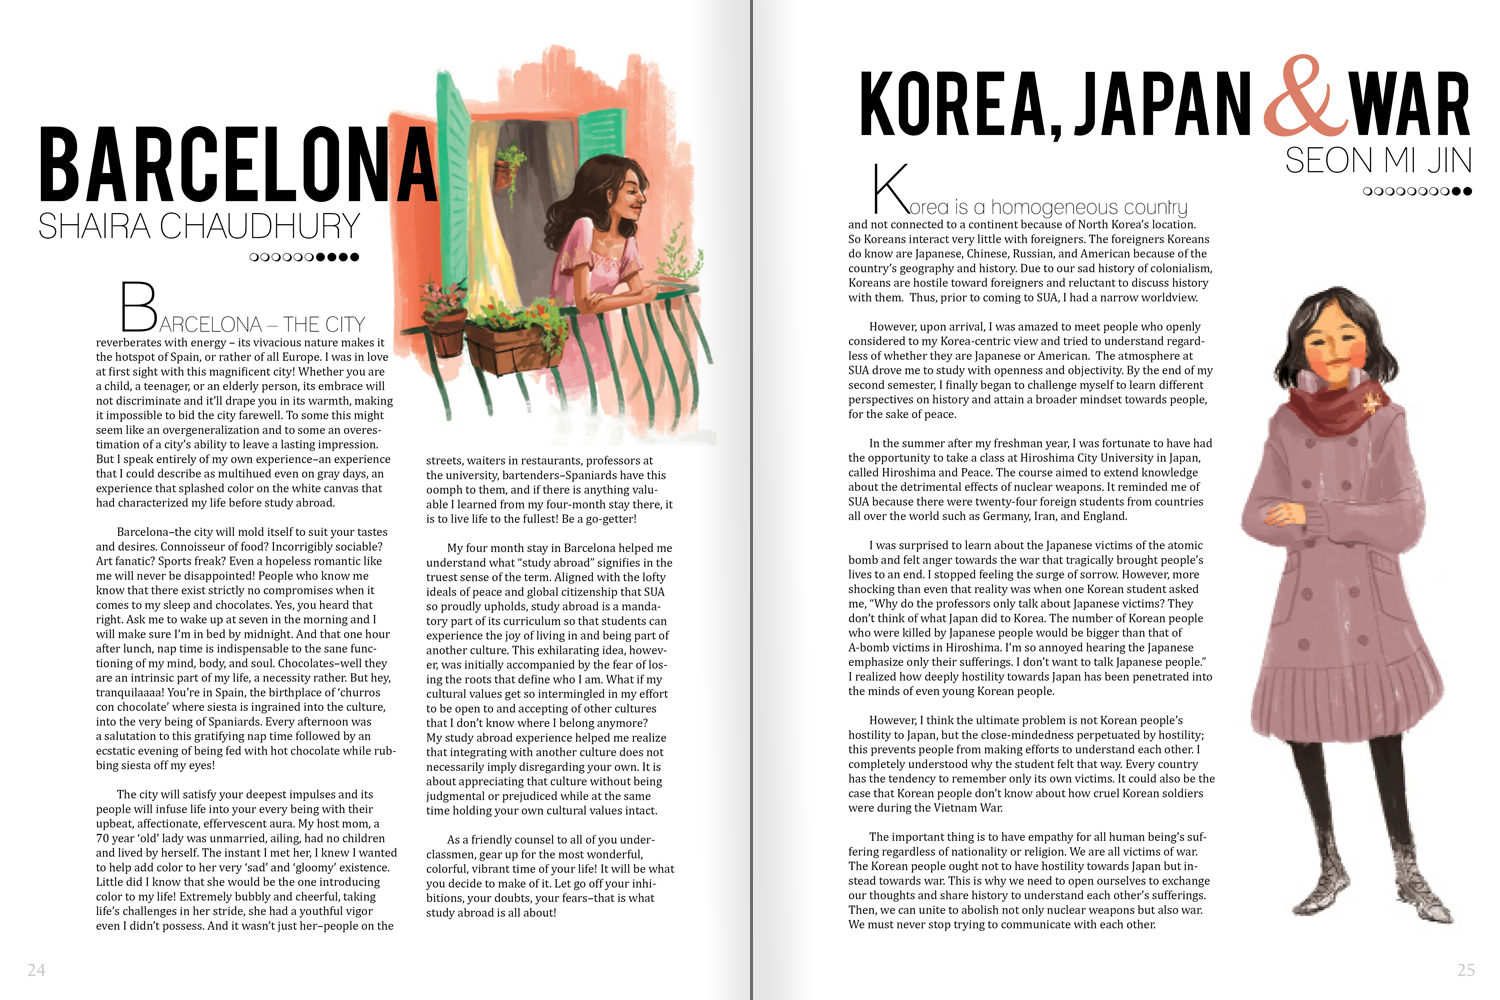 BARCELONA
SHAIRA CHAUDHURY
BARCELONA – THE CITY
reverberates with energy – its vivacious nature makes it
the hotspot of Spain, or rather of all Europe. I was in love
at first sight with this magnificent city! Whether you are
a child, a teenager, or an elderly person, its embrace will
not discriminate and it’ll drape you in its warmth, making
it impossible to bid the city farewell. To some this might
seem like an overgeneralization and to some an overes-
timation of a city’s ability to leave a lasting impression.
But I speak entirely of my own experience–an experience
that I could describe as multihued even on gray days, an
experience that splashed color on the white canvas that
had characterized my life before study abroad.
Barcelona–the city will mold itself to suit your tastes
and desires. Connoisseur of food? Incorrigibly sociable?
Art fanatic? Sports freak? Even a hopeless romantic like
me will never be disappointed! People who know me
know that there exist strictly no compromises when it
comes to my sleep and chocolates. Yes, you heard that
right. Ask me to wake up at seven in the morning and I
will make sure I’m in bed by midnight. And that one hour
after lunch, nap time is indispensable to the sane func-
tioning of my mind, body, and soul. Chocolates–well they
are an intrinsic part of my life, a necessity rather. But hey,
tranquilaaaa! You’re in Spain, the birthplace of ‘churros
con chocolate’ where siesta is ingrained into the culture,
into the very being of Spaniards. Every afternoon was
a salutation to this gratifying nap time followed by an
ecstatic evening of being fed with hot chocolate while rub-
bing siesta off my eyes!
The city will satisfy your deepest impulses and its
people will infuse life into your every being with their
upbeat, affectionate, effervescent aura. My host mom, a
70 year ‘old’ lady was unmarried, ailing, had no children
and lived by herself. The instant I met her, I knew I wanted
to help add color to her very ‘sad’ and ‘gloomy’ existence.
Little did I know that she would be the one introducing
color to my life! Extremely bubbly and cheerful, taking
life’s challenges in her stride, she had a youthful vigor
even I didn’t possess. And it wasn’t just her–people on the
streets, waiters in restaurants, professors at
the university, bartenders–Spaniards have this
oomph to them, and if there is anything valu-
able I learned from my four-month stay there, it
is to live life to the fullest! Be a go-getter!
My four month stay in Barcelona helped me
understand what “study abroad” signifies in the
truest sense of the term. Aligned with the lofty
ideals of peace and global citizenship that SUA
so proudly upholds, study abroad is a manda-
tory part of its curriculum so that students can
experience the joy of living in and being part of
another culture. This exhilarating idea, howev-
er, was initially accompanied by the fear of los-
ing the roots that define who I am. What if my
cultural values get so intermingled in my effort
to be open to and accepting of other cultures
that I don’t know where I belong anymore?
My study abroad experience helped me realize
that integrating with another culture does not
necessarily imply disregarding your own. It is
about appreciating that culture without being
judgmental or prejudiced while at the same
time holding your own cultural values intact.
As a friendly counsel to all of you under-
classmen, gear up for the most wonderful,
colorful, vibrant time of your life! It will be what
you decide to make of it. Let go off your inhi-
bitions, your doubts, your fears–that is what
study abroad is all about!
24
KOREA, JAPAN & WAR
SEON MI JIN
Korea is a homogeneous country
and not connected to a continent because of North Korea’s location.
So Koreans interact very little with foreigners. The foreigners Koreans
do know are Japanese, Chinese, Russian, and American because of the
country’s geography and history. Due to our sad history of colonialism,
Koreans are hostile toward foreigners and reluctant to discuss history
with them. Thus, prior to coming to SUA, I had a narrow worldview.
However, upon arrival, I was amazed to meet people who openly
considered to my Korea-centric view and tried to understand regard-
less of whether they are Japanese or American. The atmosphere at
SUA drove me to study with openness and objectivity. By the end of my
second semester, I finally began to challenge myself to learn different
perspectives on history and attain a broader mindset towards people,
for the sake of peace.
In the summer after my freshman year, I was fortunate to have had
the opportunity to take a class at Hiroshima City University in Japan,
called Hiroshima and Peace. The course aimed to extend knowledge
about the detrimental effects of nuclear weapons. It reminded me of
SUA because there were twenty-four foreign students from countries
all over the world such as Germany, Iran, and England.
I was surprised to learn about the Japanese victims of the atomic
bomb and felt anger towards the war that tragically brought people’s
lives to an end. I stopped feeling the surge of sorrow. However, more
shocking than even that reality was when one Korean student asked
me, “Why do the professors only talk about Japanese victims? They
don’t think of what Japan did to Korea. The number of Korean people
who were killed by Japanese people would be bigger than that of
A-bomb victims in Hiroshima. I’m so annoyed hearing the Japanese
emphasize only their sufferings. I don’t want to talk Japanese people.”
I realized how deeply hostility towards Japan has been penetrated into
the minds of even young Korean people.
However, I think the ultimate problem is not Korean people’s
hostility to Japan, but the close-mindedness perpetuated by hostility;
this prevents people from making efforts to understand each other. I
completely understood why the student felt that way. Every country
has the tendency to remember only its own victims. It could also be the
case that Korean people don’t know about how cruel Korean soldiers
were during the Vietnam War.
The important thing is to have empathy for all human being’s suf-
fering regardless of nationality or religion. We are all victims of war.
The Korean people ought not to have hostility towards Japan but in-
stead towards war. This is why we need to open ourselves to exchange
our thoughts and share history to understand each other’s sufferings.
Then, we can unite to abolish not only nuclear weapons but also war.
We must never stop trying to communicate with each other.
25